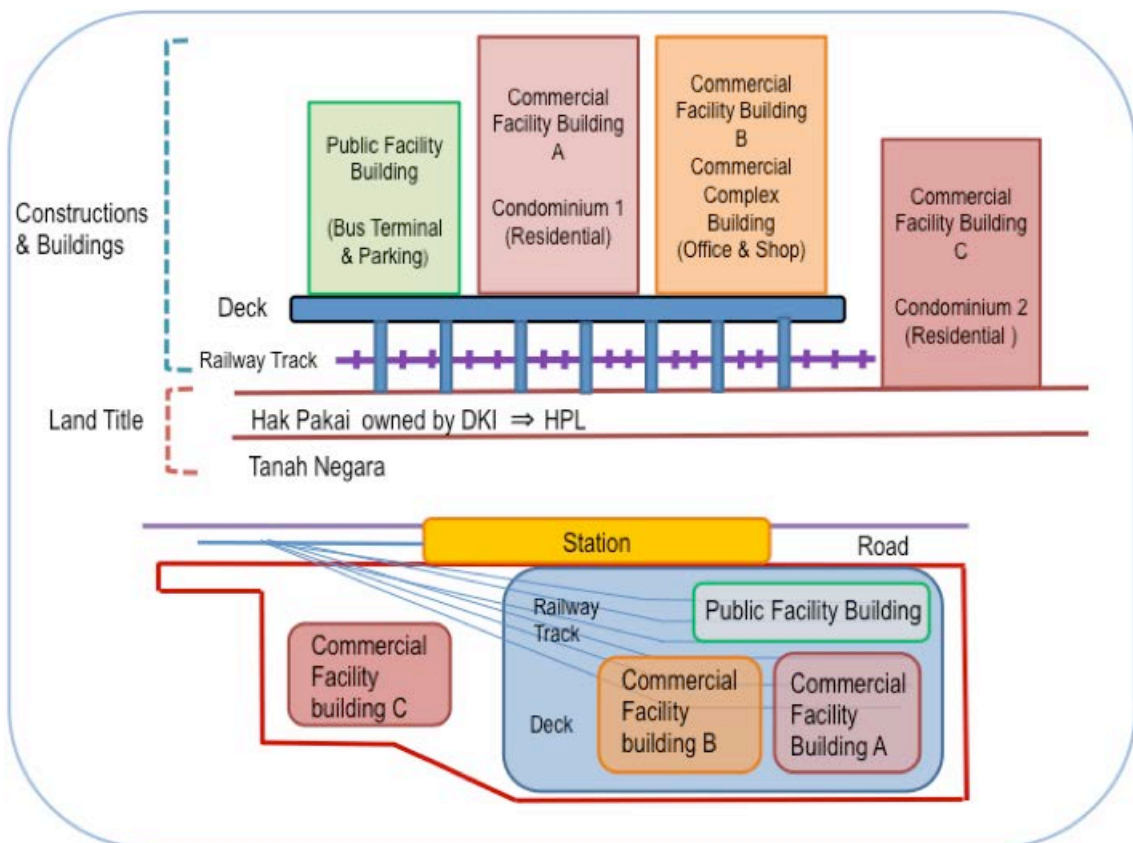 Constructions
& Buildings
Public Facility
Building
(Bus Terminal
& Parking)
Commercial
Facility Building
A
Condominium 1
(Residential)
Commercial
Facility Building
B
Commercial
Complex
Building
(Office & Shop)
Commercial
Facility Building
C
Condominium 2
(Residential )
Deck
Railway Track
Land Title
Hak Pakai owned by DKI ⇒ HPL
Tanah Negara
Station
Road
Railway
Track
Public Facility Building
Commercial
Facility
building C
Deck
Commercial
Facility
building B
Commercial
Facility
Building A